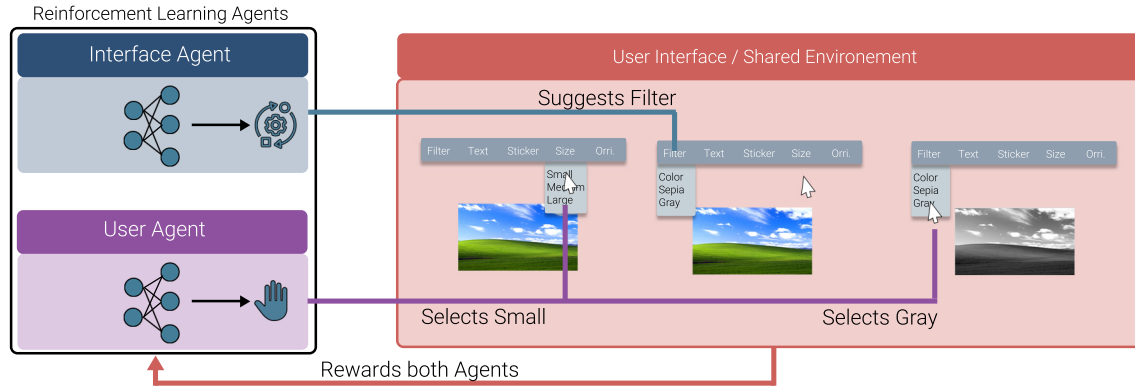 Reinforcement Learning Agents
Interface Agent
User Interface / Shared Environement
Suggests Filter
Filter Text Sticker Size Orri.
Small
Medium
Large
Filter Text Sticker Size Orri.
Color
Sepia
Gray
Filter Text Sticker Size Orri.
Color
Sepia
Gray
User Agent
Selects Small
Selects Gray
Rewards both Agents